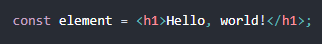 const element = <h1>Hello, world!</h1>;